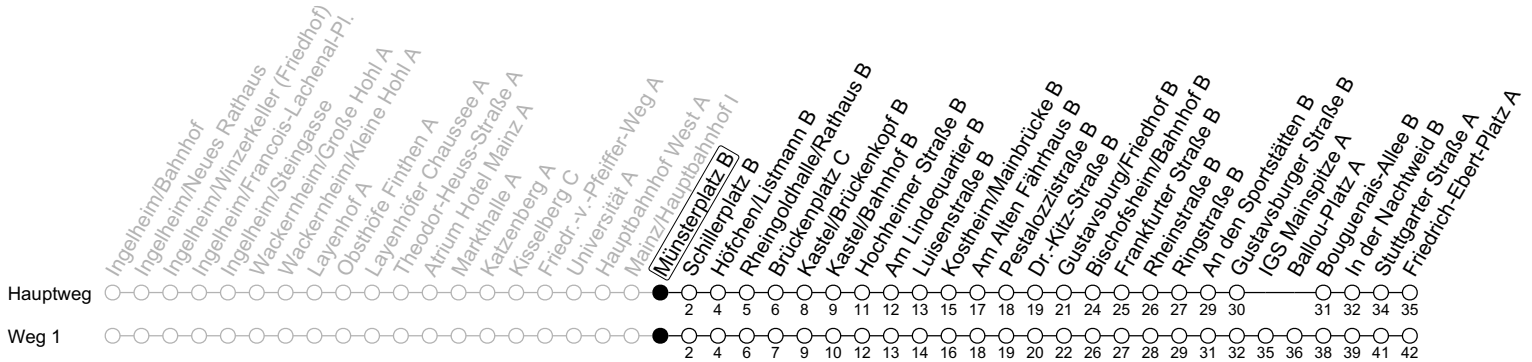 Ingelheim/Bahnhof
Ingelheim/Neues Rathaus
Ingelheim/Winzerkeller (Friedhof)
Ingelheim/Francois-Lachenal-Pl.
Ingelheim/Steingasse
Wackernheim/Große Hohl A
Wackernheim/Kleine Hohl A
Layenhof A
Obsthöfe Finthen A
Layenhöfer Chaussee A
Theodor-Heuss-Straße A
Atrium Hotel Mainz A
Markthalle A
Katzenberg A
Kisselberg C
Friedr.-v.-Pfeiffer-Weg A
Universität A
Hauptbahnhof West A
Mainz/Hauptbahnhof I
Münsterplatz B
Schillerplatz B
Höfchen/Listmann B
Rheingoldhalle/Rathaus B
Brückenplatz C
Kastel/Brückenkopf B
Kastel/Bahnhof B
Hochheimer Straße B
Am Lindequartier B
Luisenstraße B
Kostheim/Mainbrücke B
Am Alten Fährhaus B
Pestalozzistraße B
Dr.-Kitz-Straße B
Gustavsburg/Friedhof B
Bischofsheim/Bahnhof B
Frankfurter Straße B
Rheinstraße B
Ringstraße B
An den Sportstätten B
Gustavsburger Straße B
IGS Mainspitze A
Ballou-Platz A
Bouguenais-Allee B
In der Nachtweid B
Stuttgarter Straße A
Friedrich-Ebert-Platz A
Hauptweg
2 4 5 6 8 9 11 12 13 15 17 18 19 21 24 25 26 27 29 30 31 32 34 35
Weg 1
2 4 6 7 9 10 12 13 14 16 18 19 20 22 26 27 28 29 31 32 35 36 38 39 41 42